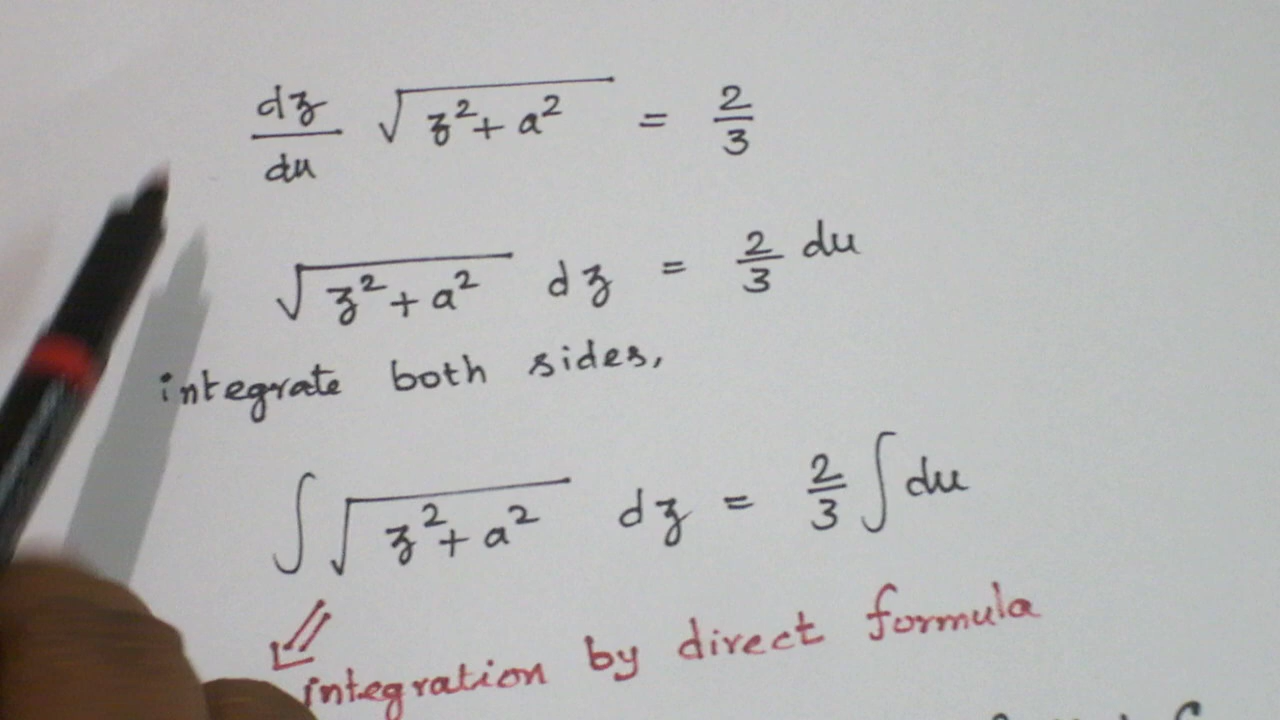 dz/du √(z² + a²) = 2/3
√(z² + a²) dz = 2/3 du
integrate both sides,
∫ √(z² + a²) dz = 2/3 ∫ du
integration by direct formula